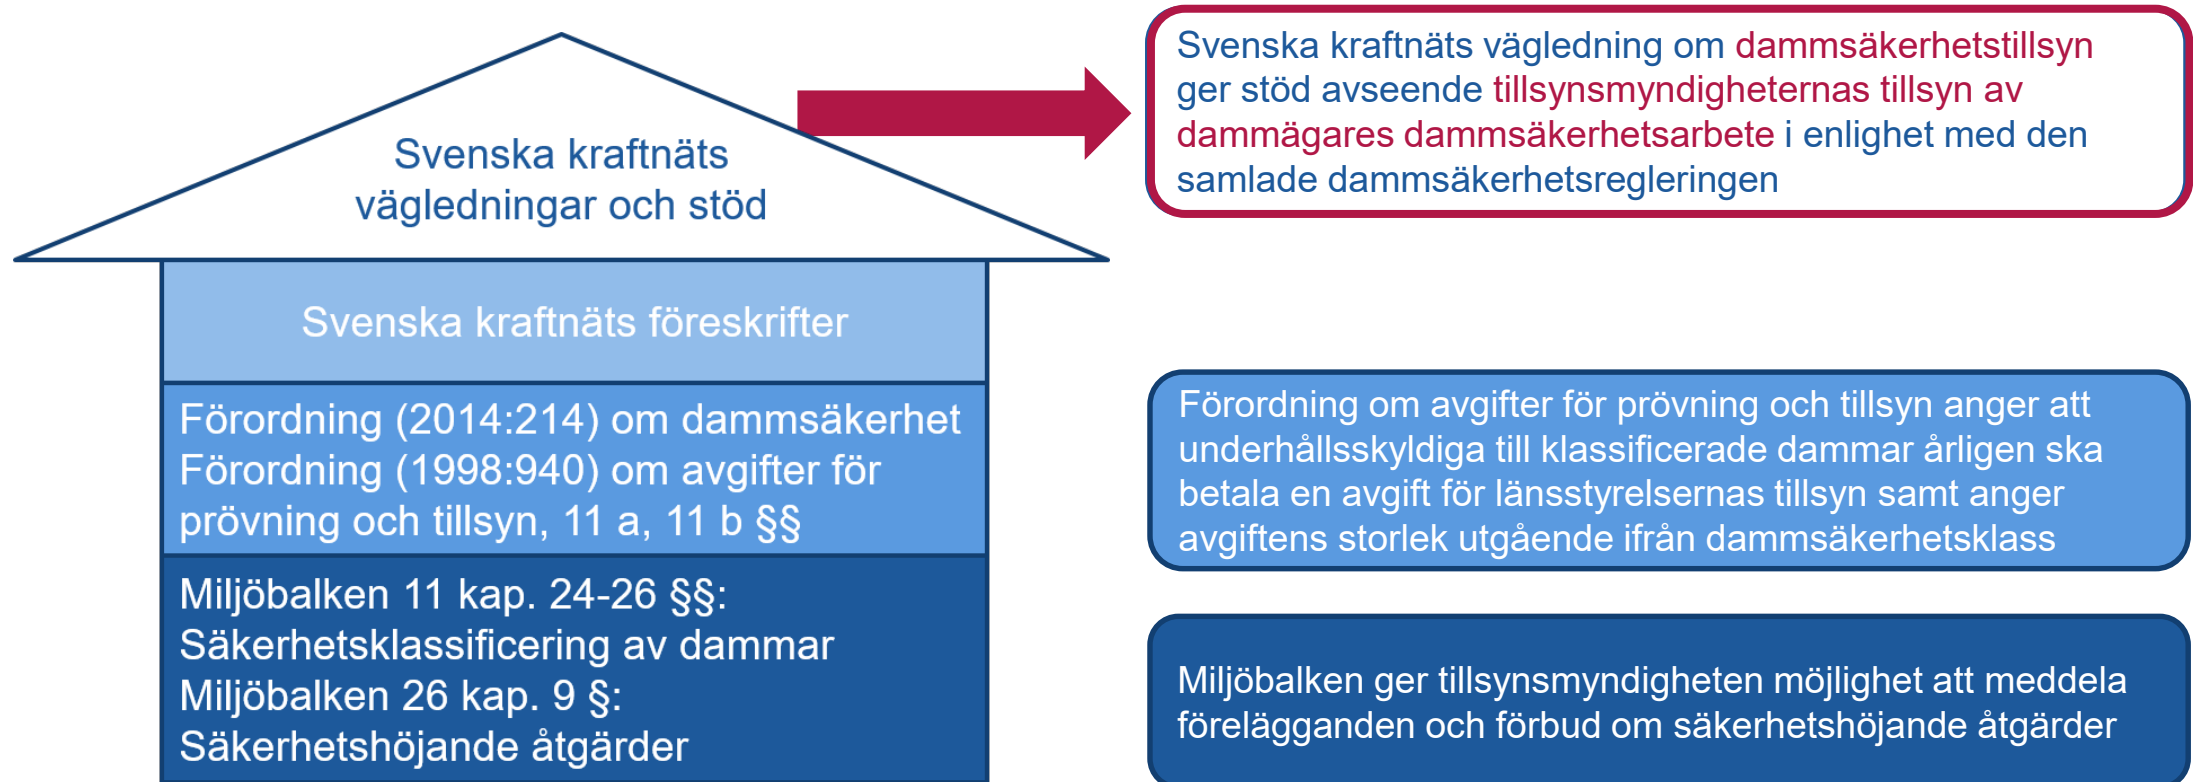 Svenska kraftnäts
vägledningar och stöd
Svenska kraftnäts föreskrifter
Förordning (2014:214) om dammsäkerhet
Förordning (1998:940) om avgifter för
prövning och tillsyn, 11 a, 11 b §§
Miljöbalken 11 kap. 24-26 §§:
Säkerhetsklassificering av dammar
Miljöbalken 26 kap. 9 §:
Säkerhetshöjande åtgärder
Svenska kraftnäts vägledning om dammsäkerhetstillsyn
ger stöd avseende tillsynsmyndigheternas tillsyn av
dammägares dammsäkerhetsarbete i enlighet med den
samlade dammsäkerhetsregleringen
Förordning om avgifter för prövning och tillsyn anger att
underhållsskyldiga till klassificerade dammar årligen ska
betala en avgift för länsstyrelsernas tillsyn samt anger
avgiftens storlek utgående ifrån dammsäkerhetsklass
Miljöbalken ger tillsynsmyndigheten möjlighet att meddela
förelägganden och förbud om säkerhetshöjande åtgärder